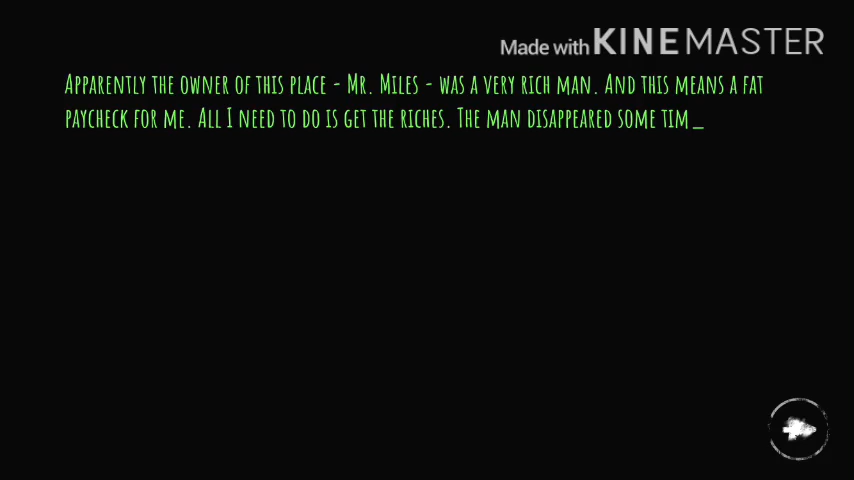 Made with KINEMASTER
Apparently the owner of this place - Mr. Miles - was a very rich man. And this means a fat
paycheck for me. All I need to do is get the riches. The man disappeared some tim_